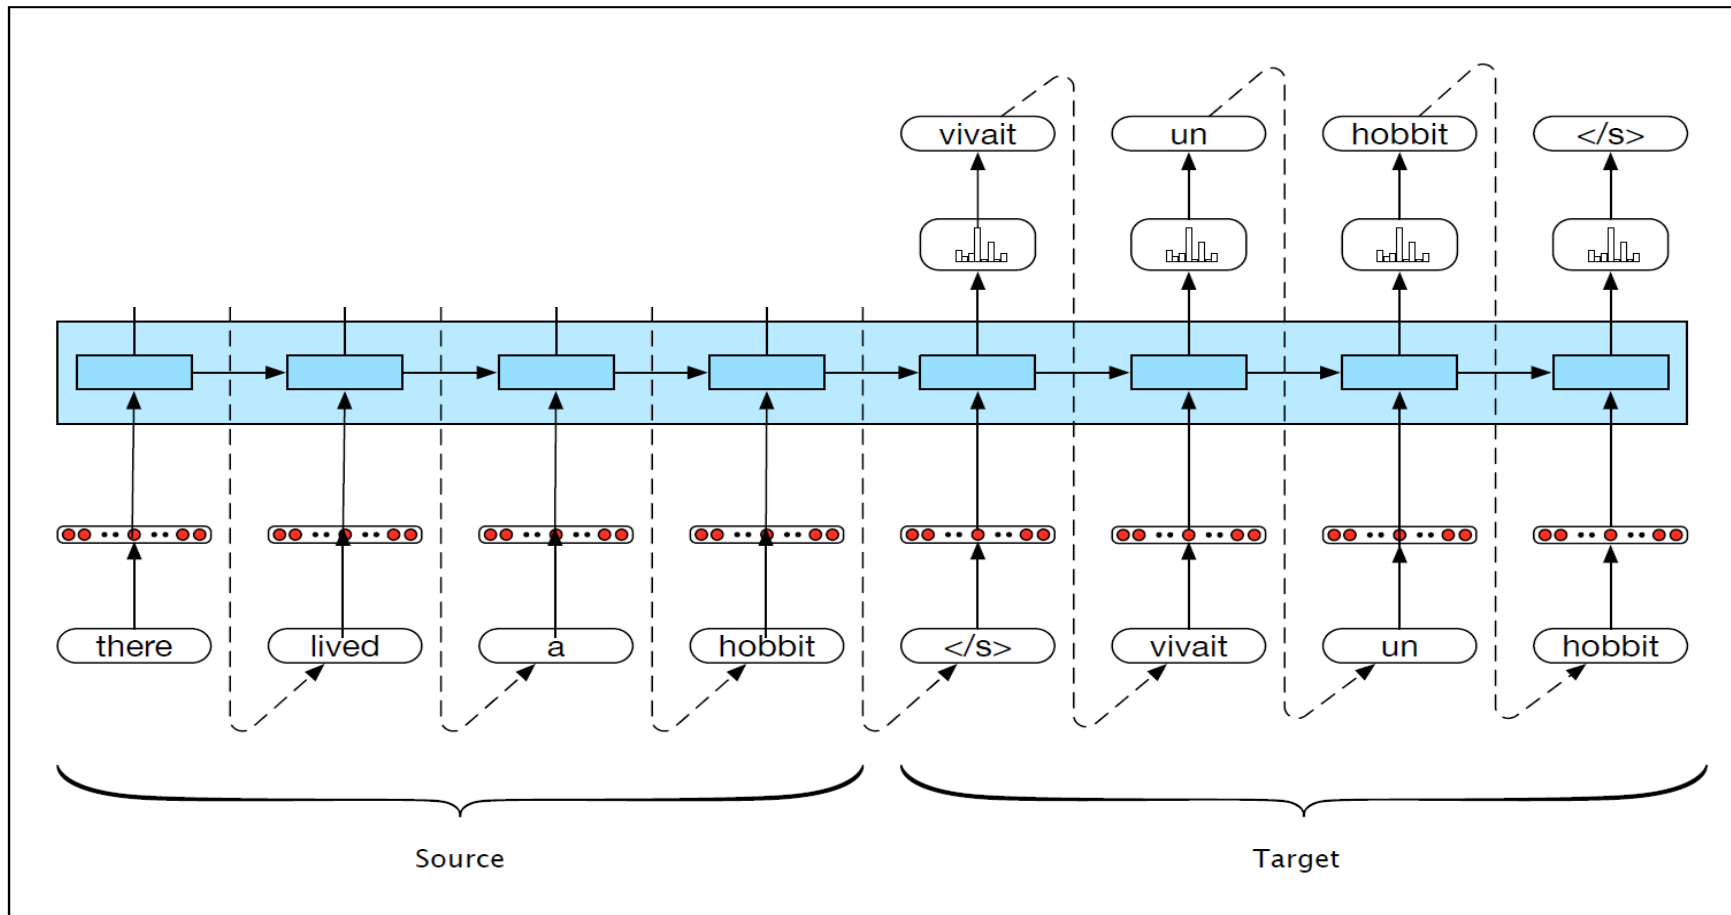 vivait un hobbit </s>
there lived a hobbit </s> vivait un hobbit
Source Target